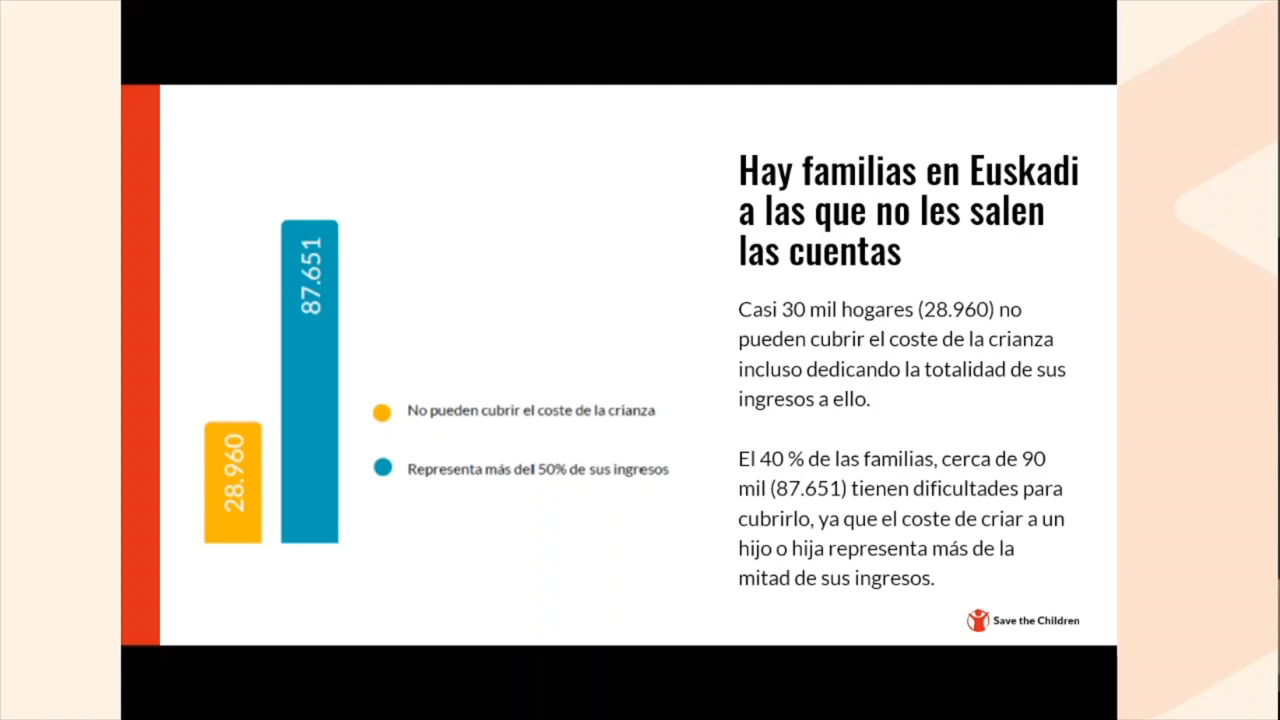 Hay familias en Euskadi
a las que no les salen
las cuentas
87.651
28.960
No pueden cubrir el coste de la crianza
Representa más del 50% de sus ingresos
Casi 30 mil hogares (28.960) no
pueden cubrir el coste de la crianza
incluso dedicando la totalidad de sus
ingresos a ello.
El 40 % de las familias, cerca de 90
mil (87.651) tienen dificultades para
cubrirlo, ya que el coste de criar a un
hijo o hija representa más de la
mitad de sus ingresos.
Save the Children